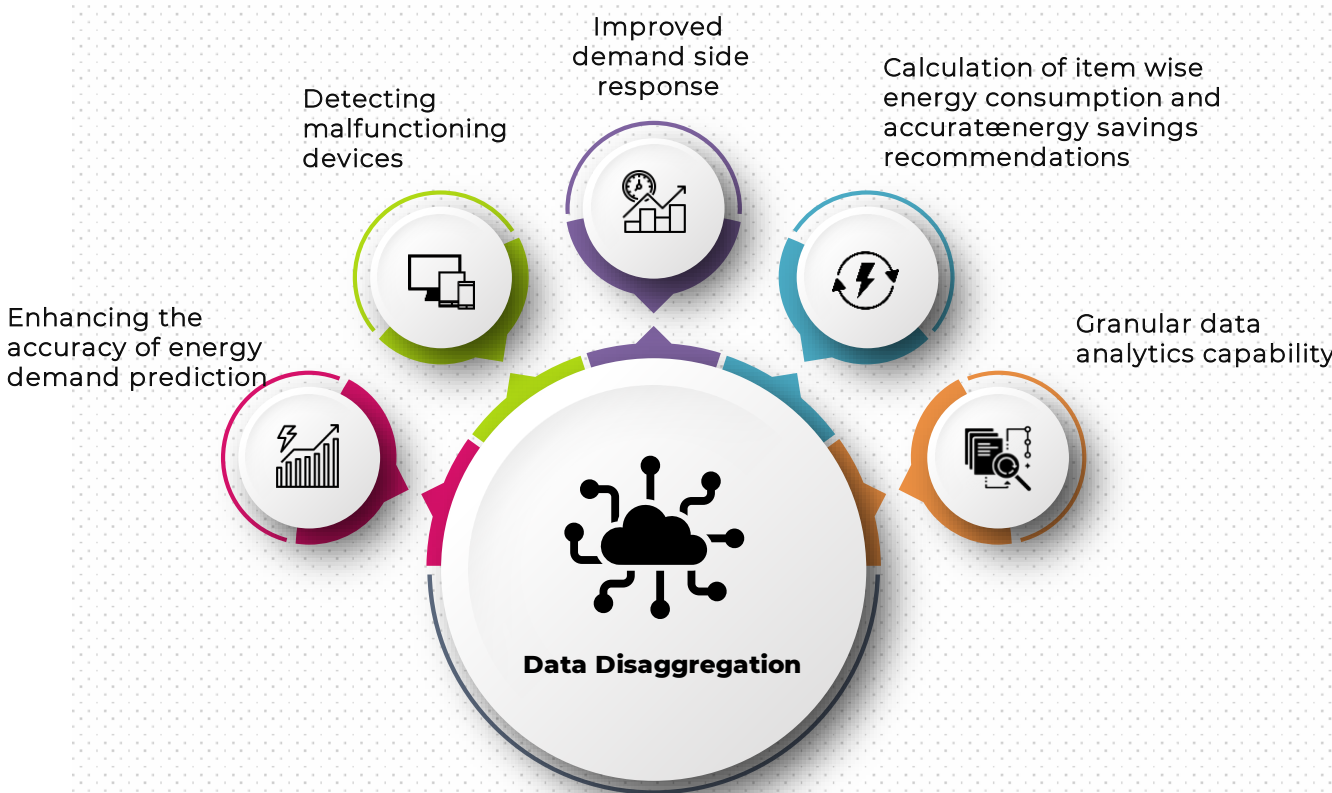 Improved
demand side
response
Calculation of item wise
energy consumption and
accurateænergy savings
recommendations
Detecting
malfunctioning
devices
Enhancing the
accuracy of energy
demand prediction
Granular data
analytics capability
Data Disaggregation